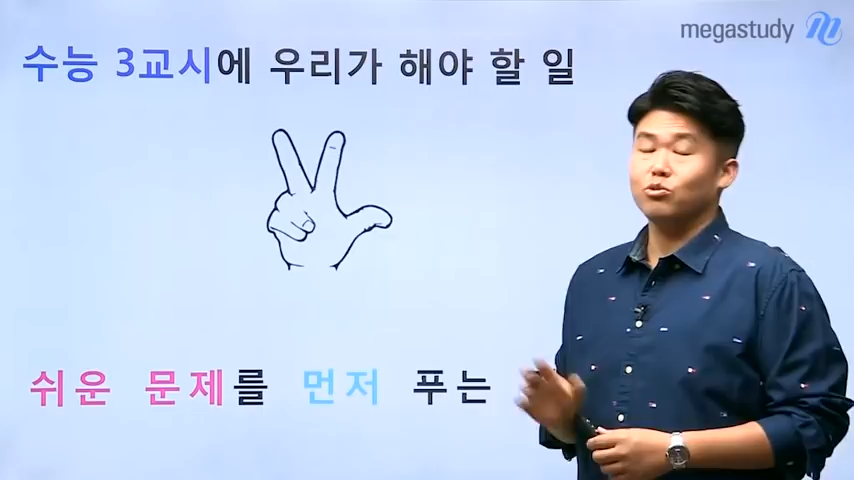 megastudy
수능 3교시에 우리가 해야 할 일
쉬운 문제를 먼저 푸는